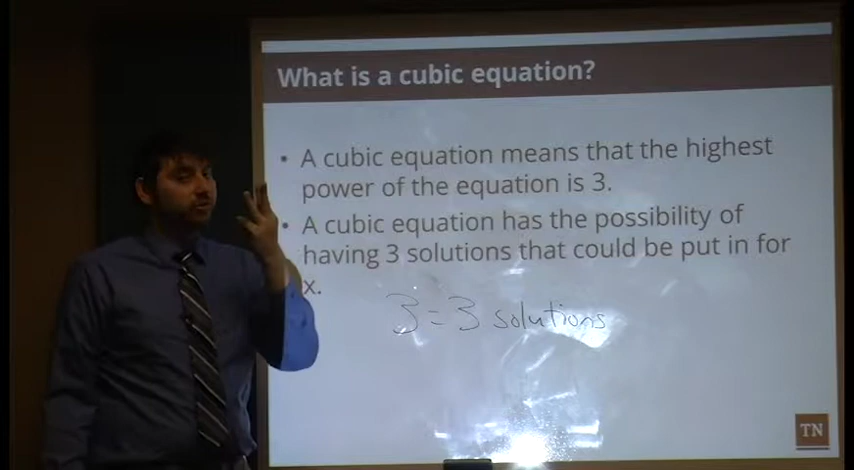 What is a cubic equation?
• A cubic equation means that the highest
power of the equation is 3.
• A cubic equation has the possibility of
having 3 solutions that could be put in for
x.
3 = 3 solutions
TN